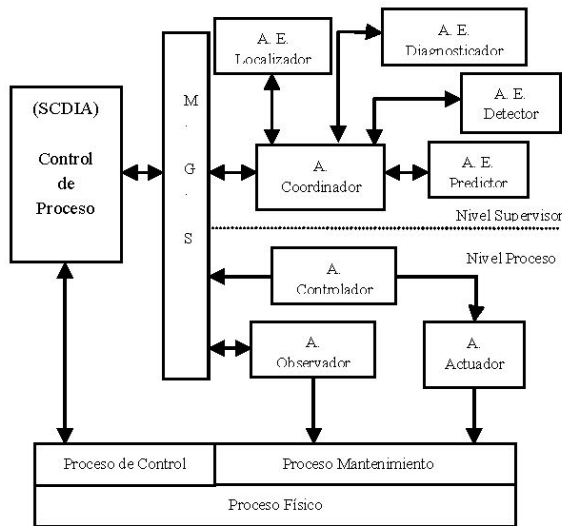 A. E.
Localizador
A. E.
Diagnosticador
A. E.
Detector
A. E.
Predictor
A.
Coordinador
(SCDIA)
Control
de
Proceso
M
.
G
.
S
Nivel Supervisor
Nivel Proceso
A.
Controlador
A.
Observador
A.
Actuador
Proceso de Control
Proceso Mantenimiento
Proceso Físico